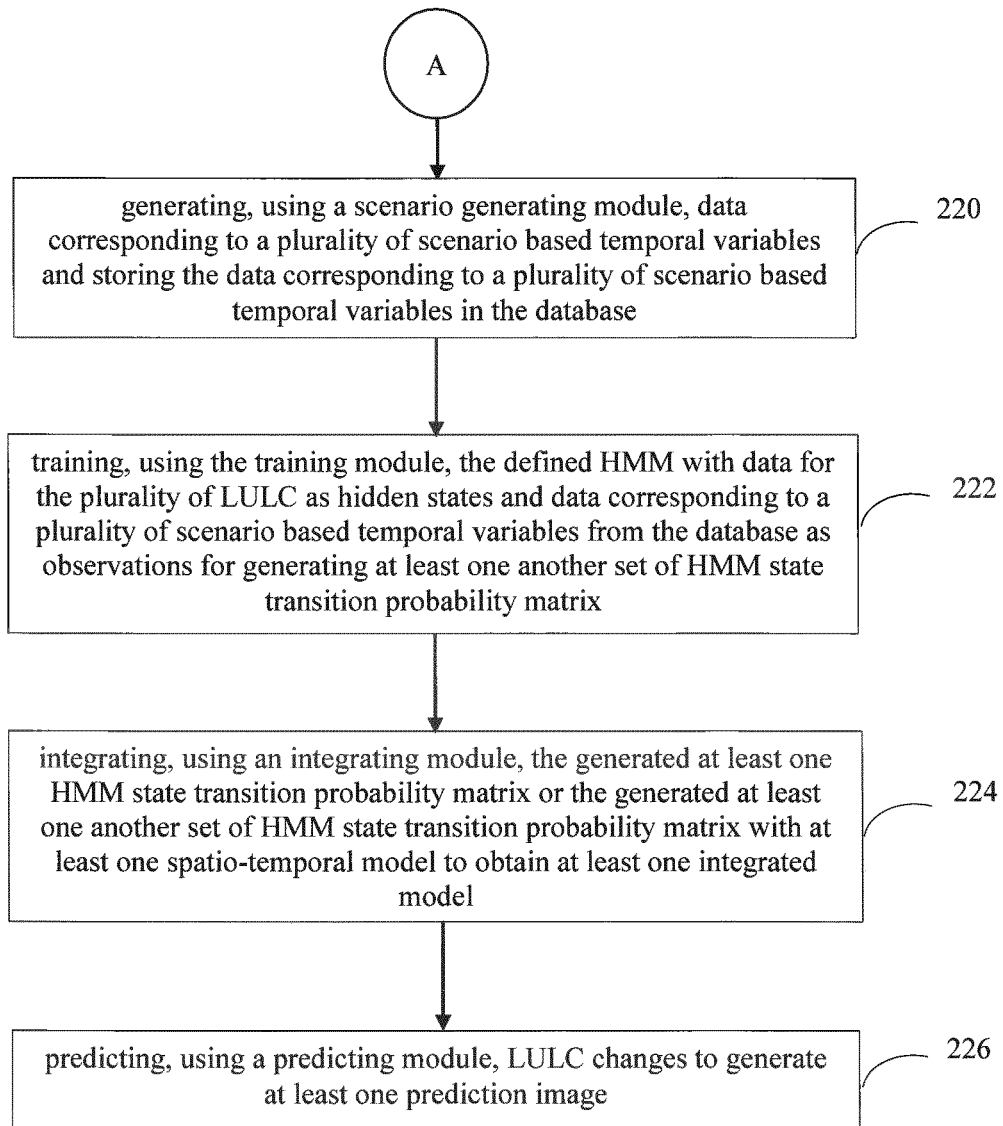 A
generating, using a scenario generating module, data
corresponding to a plurality of scenario based temporal variables
and storing the data corresponding to a plurality of scenario based
temporal variables in the database
220
training, using the training module, the defined HMM with data for
the plurality of LULC as hidden states and data corresponding to a
plurality of scenario based temporal variables from the database as
observations for generating at least one another set of HMM state
transition probability matrix
222
integrating, using an integrating module, the generated at least one
HMM state transition probability matrix or the generated at least
one another set of HMM state transition probability matrix with at
least one spatio-temporal model to obtain at least one integrated
model
224
predicting, using a predicting module, LULC changes to generate
at least one prediction image
226